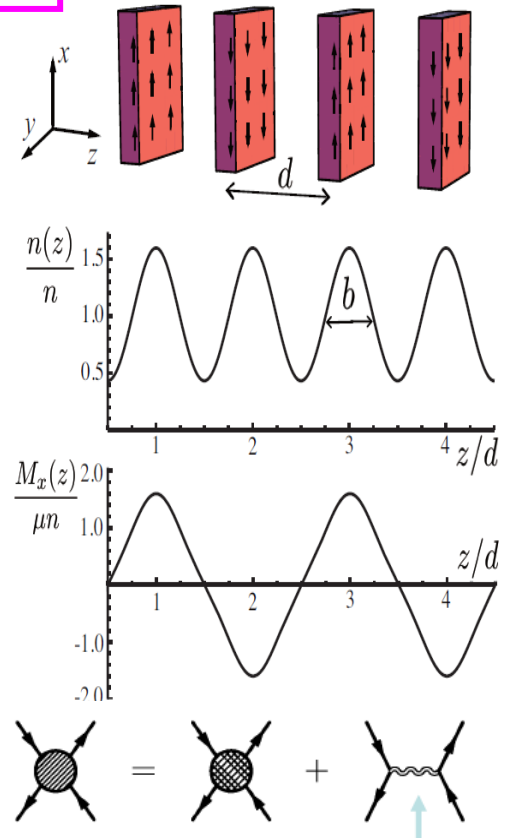 x
y
z
d
n(z)/n
1.5
1.0
0.5
b
1 2 3 4 z/d
M_x(z)/μn
2.0
1.0
z/d
1 2 3 4
-1.0
-2.0
= +